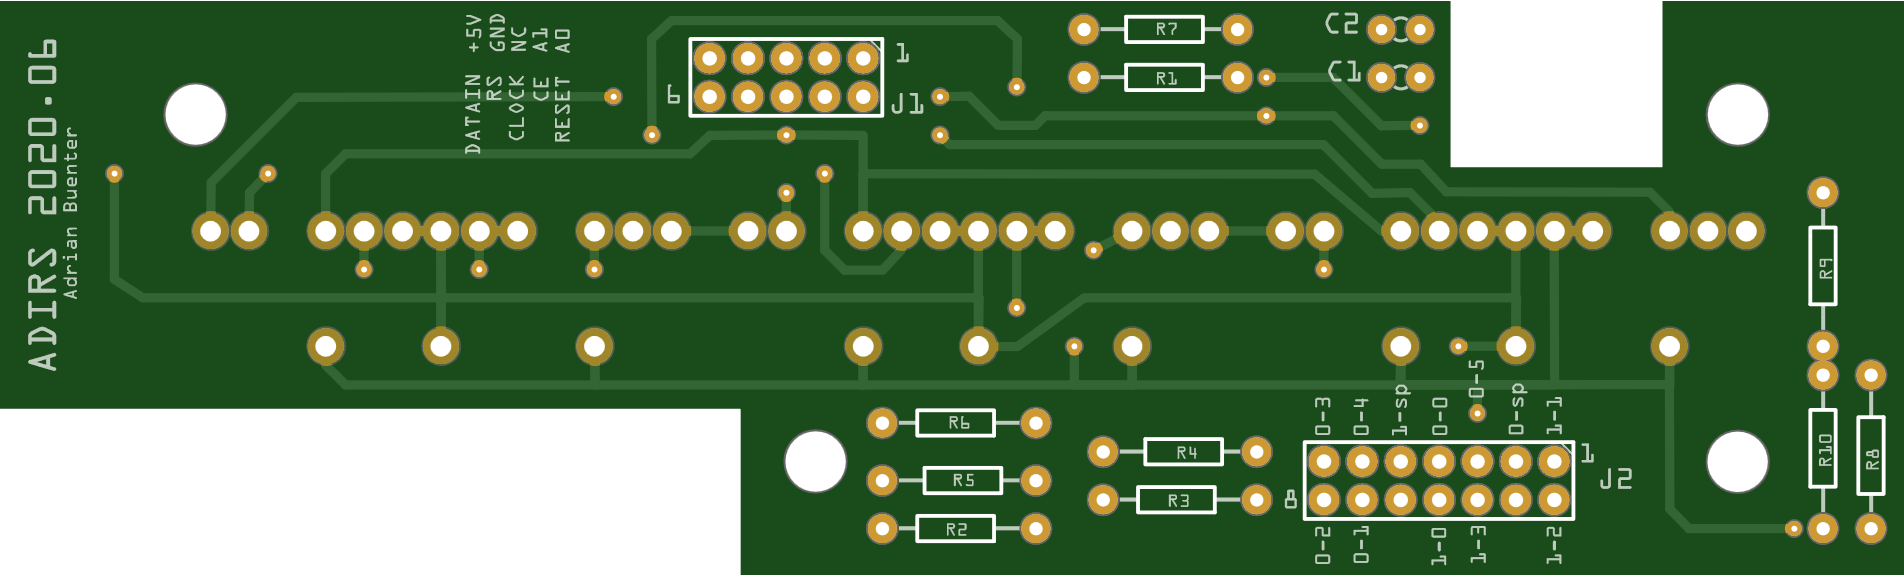 ADIRS 2020.06
Adrian Buenter
DATAIN +5V
RS GND
CLOCK NC
CE A1
RESET A0
1
6
J1
R7
R1
C2
C1
R9
R10
R8
R6
R5
R2
R4
R3
0-3
0-4
1-sp
0-0
0-5
0-sp
1-1
1
8
J2
0-2
0-1
1-0
1-3
1-2